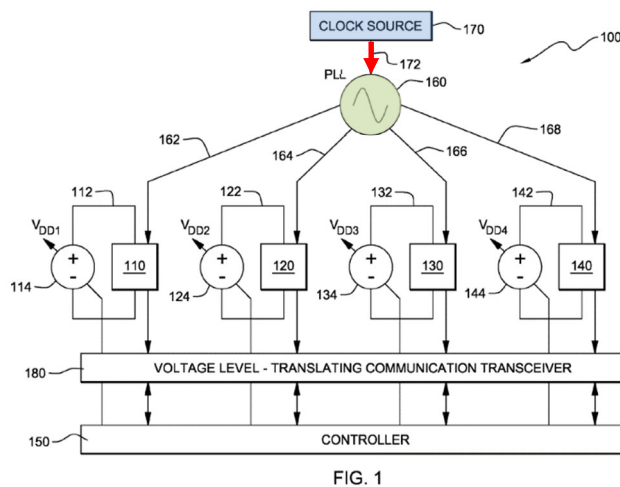 CLOCK SOURCE 170
172
100
PLL 160
162 164 166 168
112 122 132 142
VDD1 VDD2 VDD3 VDD4
+ + + +
110 120 130 140
- - - -
114 124 134 144
VOLTAGE LEVEL - TRANSLATING COMMUNICATION TRANSCEIVER
180
CONTROLLER
150
FIG. 1